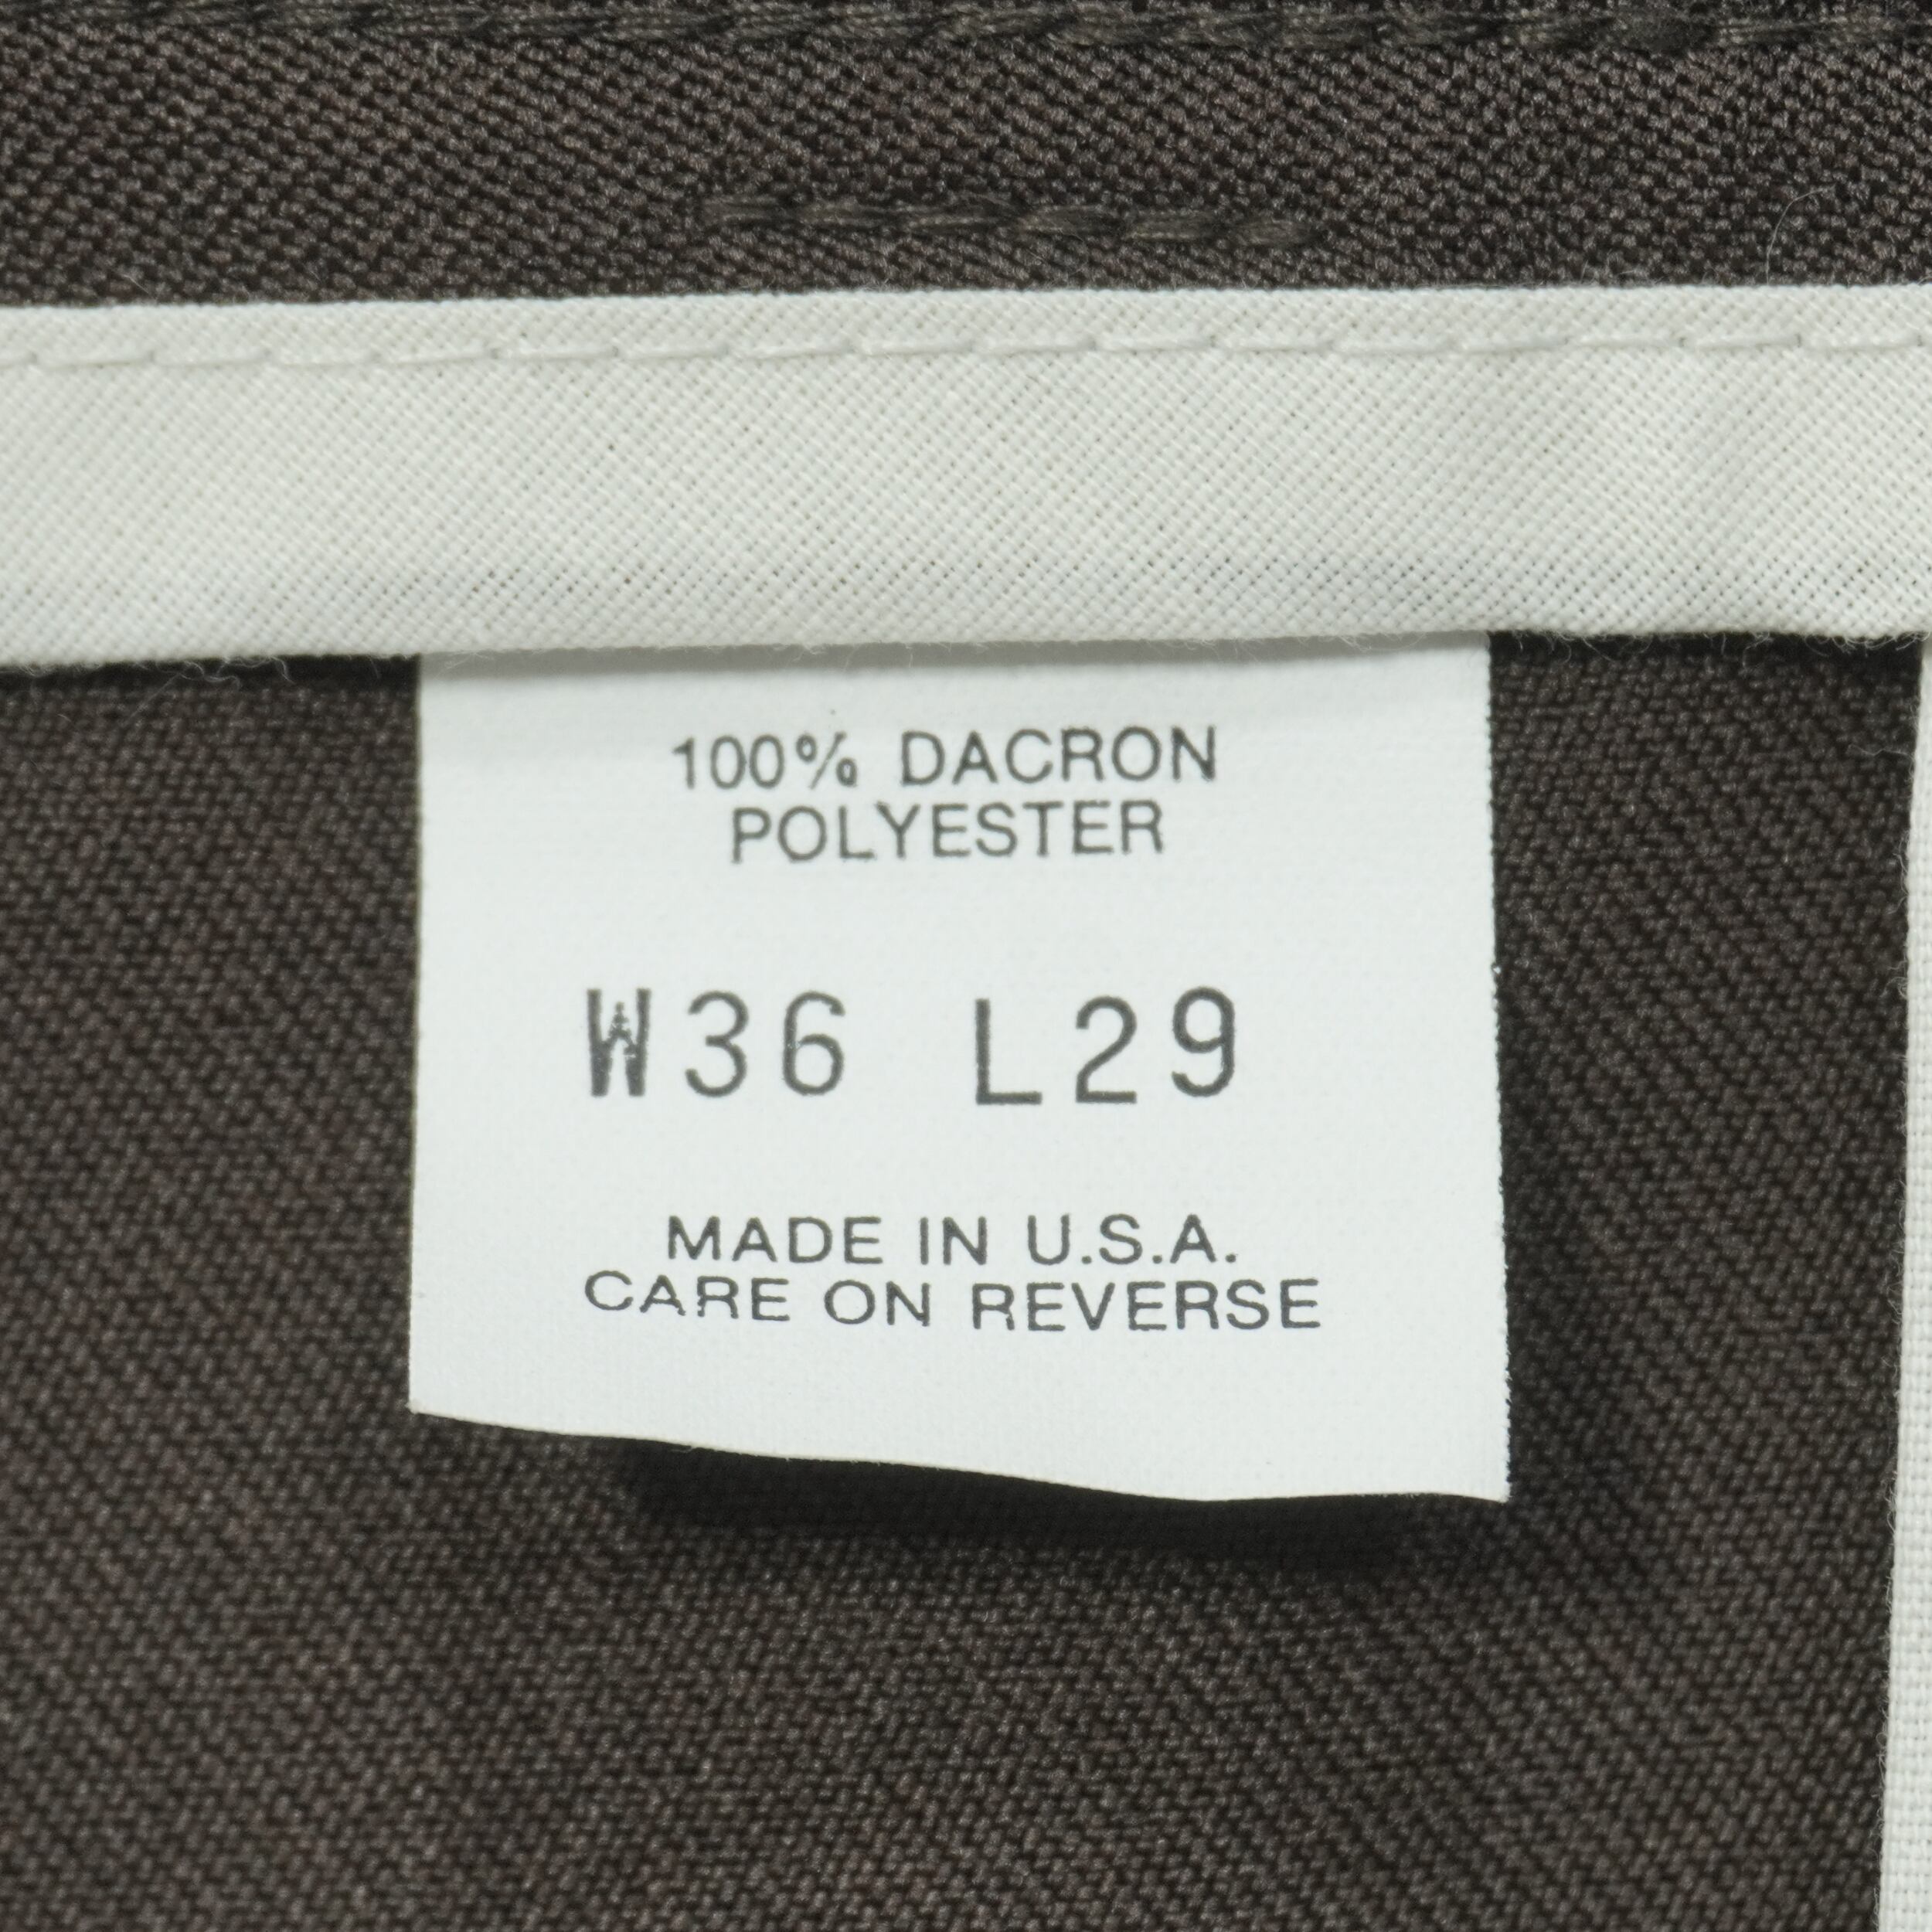 100% DACRON
POLYESTER
W36 L29
MADE IN U.S.A.
CARE ON REVERSE